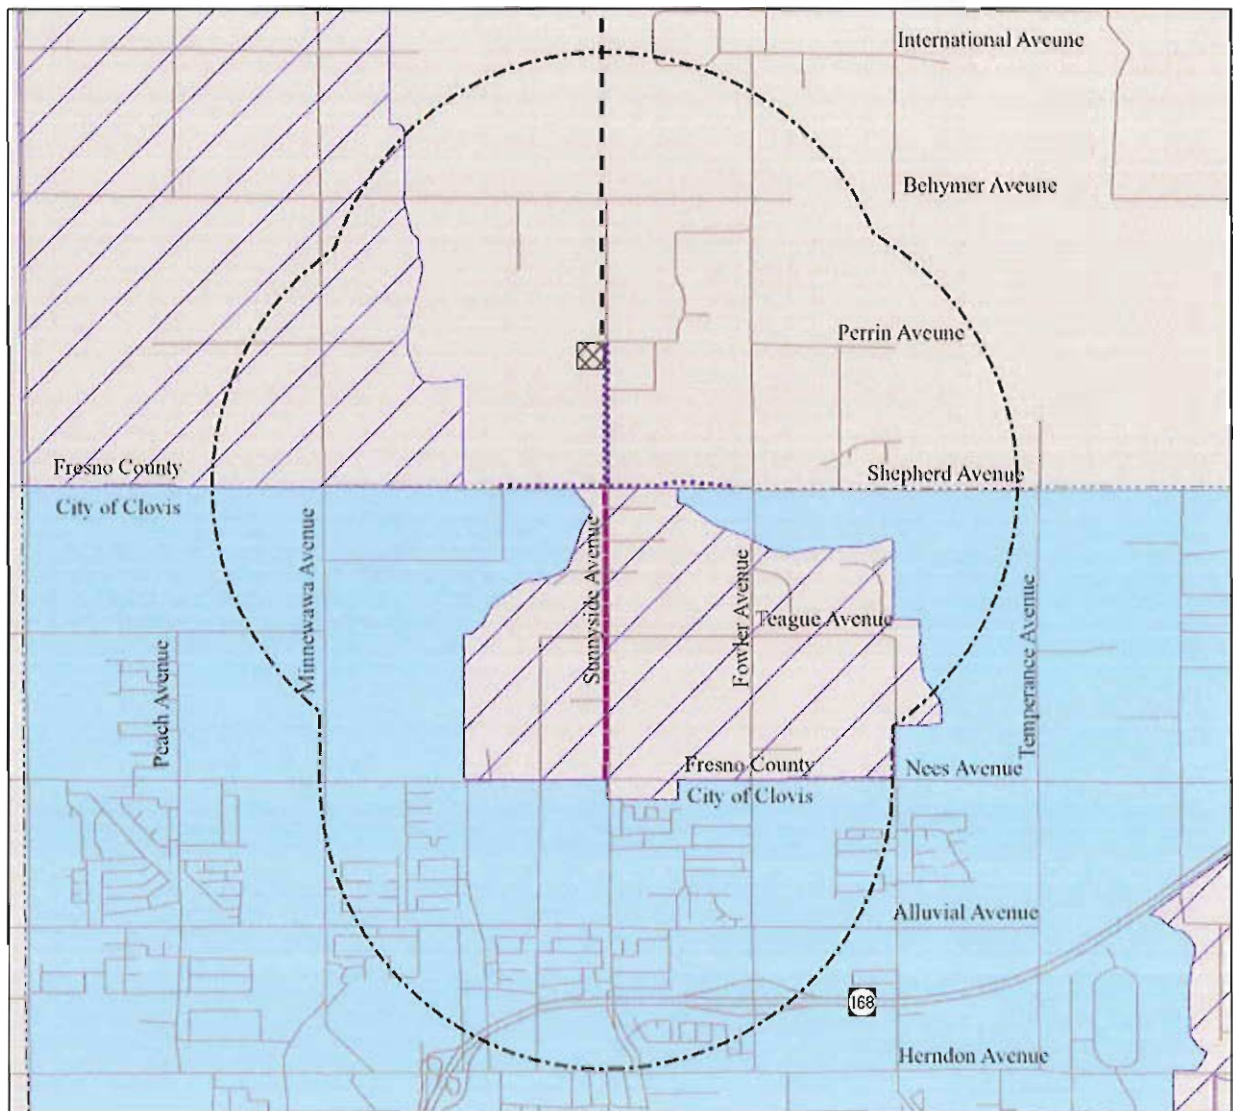 International Aveune
Behymer Aveune
Perrin Aveune
Fresno County
Shepherd Avenue
City of Clovis
Minnewawa Avenue
Sunnyside Avenue
Fowler Avenue
Teague Avenue
Temperance Avenue
Peach Avenue
Fresno County
Nees Avenue
City of Clovis
Alluvial Avenue
168
Herndon Avenue